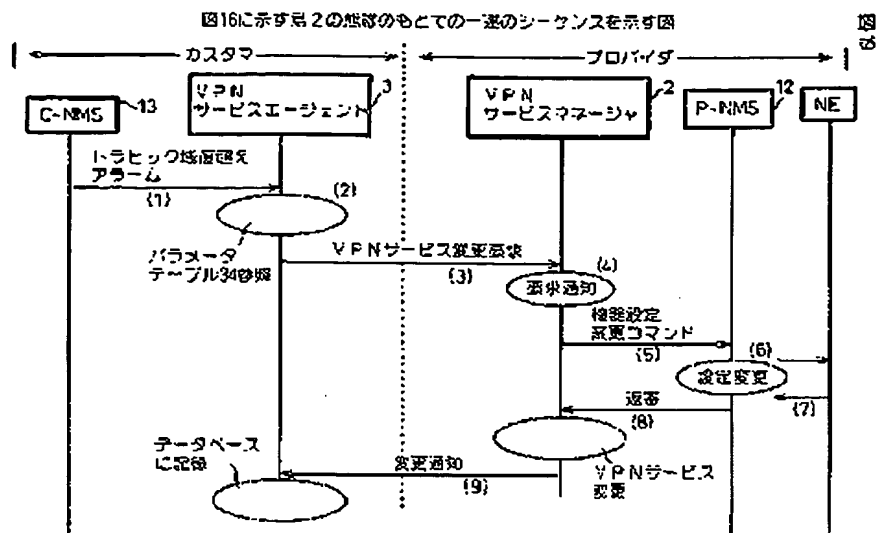 図16に示す第2の態様のもとでの一連のシーケンスを示す図
図19
カスタマ
プロバイダ
C-NMS
13
VPN
サービスエージェント
3
VPN
サービスマネージャ
2
P-NMS
12
NE
トラヒック域値越え
アラーム
(1)
(2)
パラメータ
テーブル34参照
VPNサービス変更要求
(3)
(4)
要求通知
機器設定
変更コマンド
(5)
(6)
設定変更
(7)
返答
(8)
VPNサービス
変更
変更通知
(9)
データベース
に記録